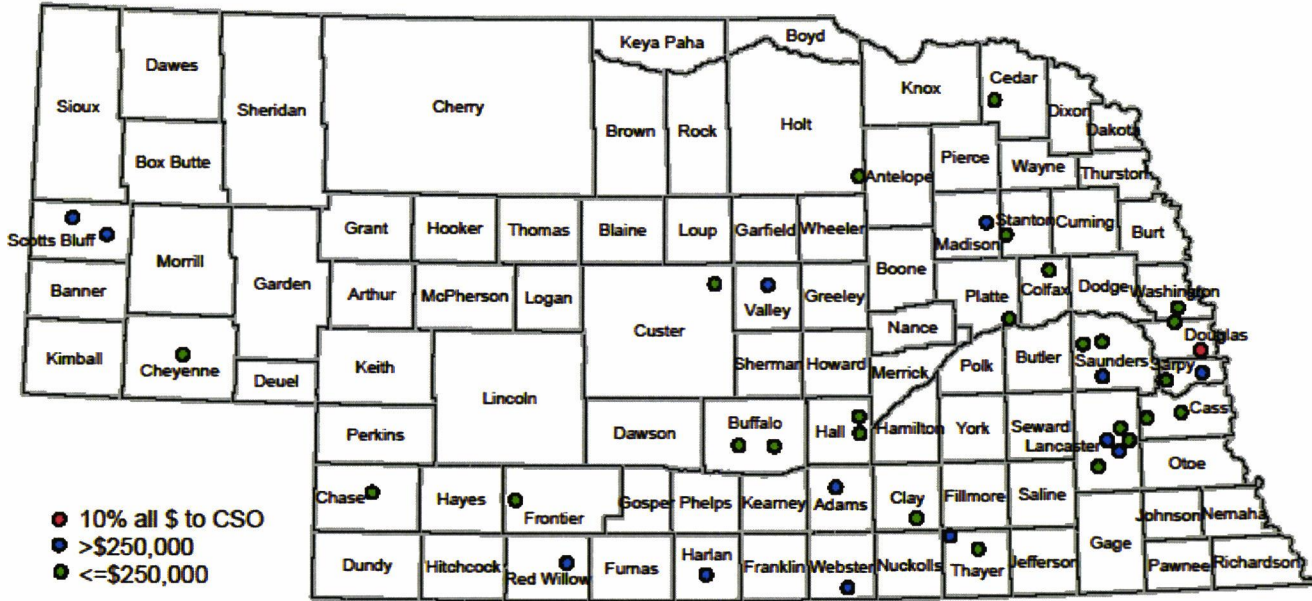 Keya Paha
Boyd
Dawes
Sioux
Sheridan
Cherry
Knox
Cedar
Dixon
Dakota
Brown
Rock
Holt
Box Butte
Antelope
Pierce
Wayne
Thurston
Scotts Bluff
Morrill
Garden
Grant
Hooker
Thomas
Blaine
Loup
Garfield
Wheeler
Madison
Stanton
Cuming
Burt
Banner
Arthur
McPherson
Logan
Custer
Valley
Greeley
Boone
Platte
Colfax
Dodge
Washington
Kimball
Cheyenne
Deuel
Keith
Lincoln
Sherman
Howard
Nance
Merrick
Polk
Butler
Saunders
Douglas
Sarpy
Perkins
Dawson
Buffalo
Hall
Hamilton
York
Seward
Lancaster
Cass
Otoe
Chase
Hayes
Frontier
Gosper
Phelps
Kearney
Adams
Clay
Fillmore
Saline
Gage
Johnson
Nemaha
Dundy
Hitchcock
Red Willow
Furnas
Harlan
Franklin
Webster
Nuckolls
Thayer
Jefferson
Pawnee
Richardson
10% all $ to CSO
>$250,000
<=$250,000